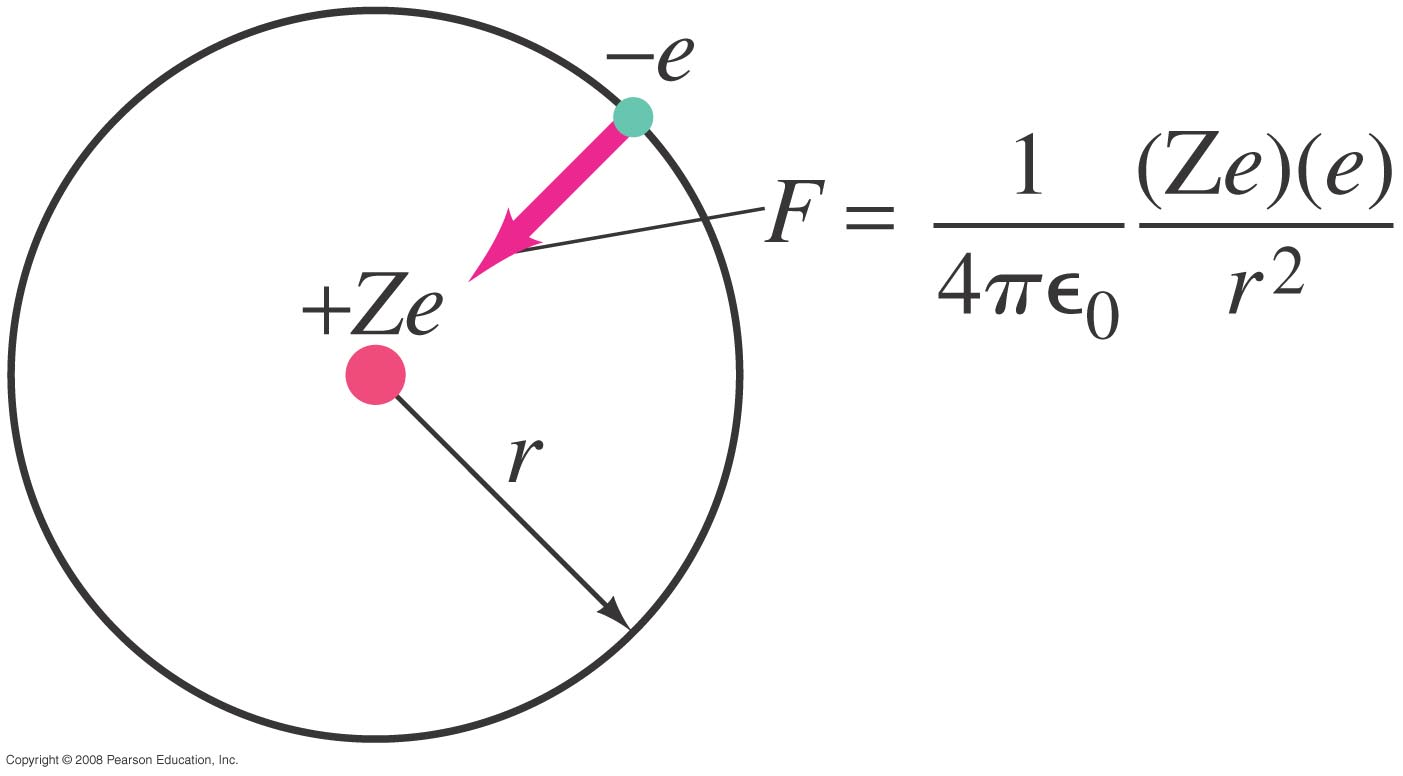 −e
F = 1/4πϵ₀ (Ze)(e)/r²
+Ze
r
Copyright © 2008 Pearson Education, Inc.